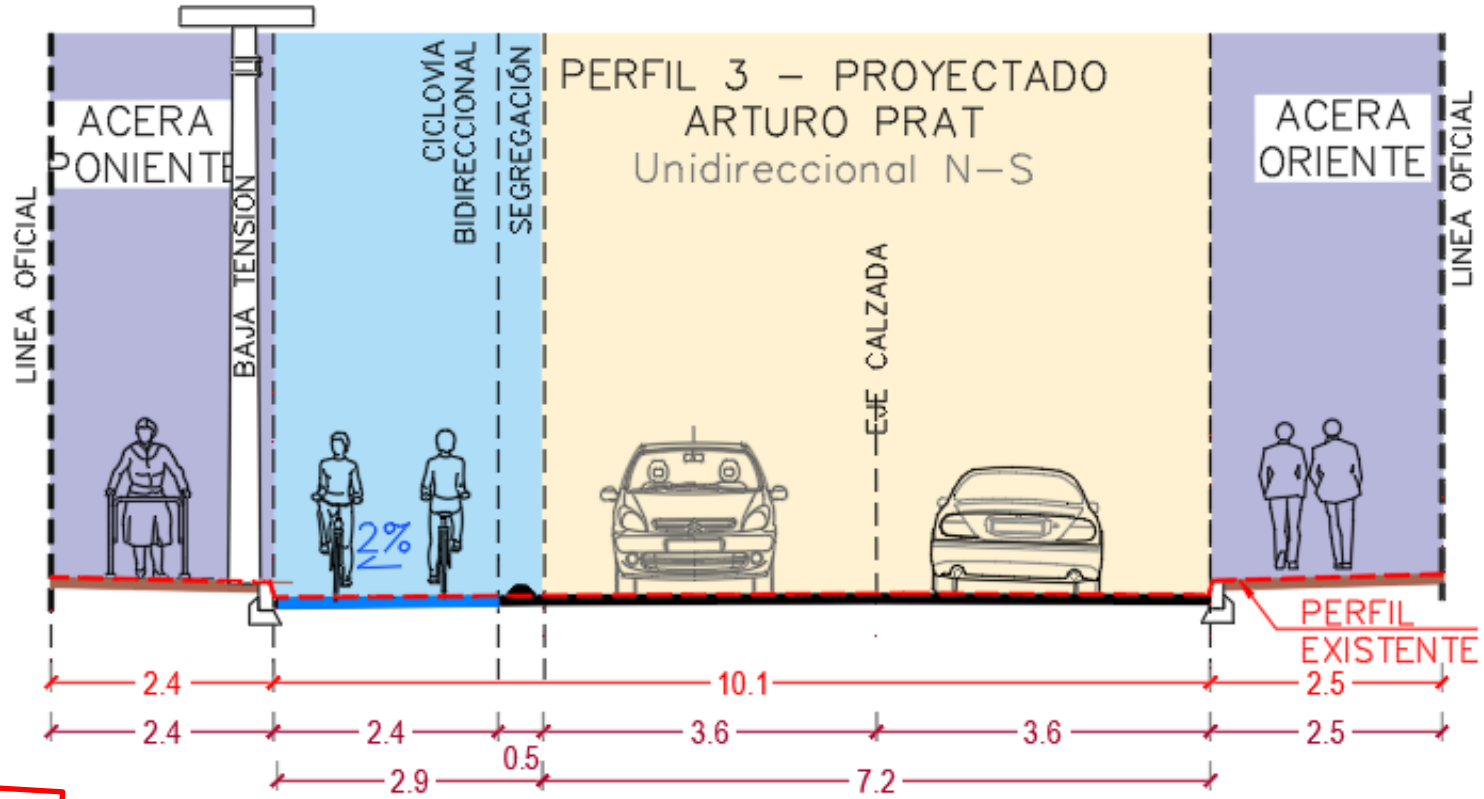 LINEA OFICIAL
ACERA
PONIENTE
BAJA TENSION
CICLOVÍA
BIDIRECCIONAL
SEGREGACIÓN
PERFIL 3 – PROYECTADO
ARTURO PRAT
Unidireccional N–S
EJE CALZADA
ACERA
ORIENTE
LINEA OFICIAL
2%
PERFIL
EXISTENTE
2.4 10.1 2.5
2.4 2.4 0.5 3.6 3.6 2.5
2.9 7.2